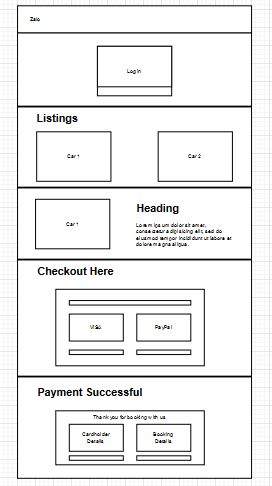 Zalo
Login
Listings
Car 1
Car 2
Car 1
Heading
Lorem ipsum dolor sit amet,
consectetur adipisicing elit, sed do
eiusmod tempor incididunt ut labore et
dolore magna aliqua.
Checkout Here
VISA
PayPal
Payment Successful
Thank you for booking with us
Cardholder
Details
Booking
Details